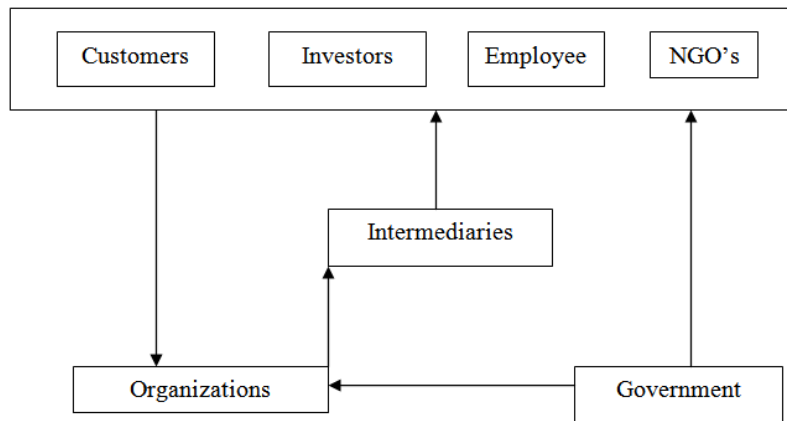 Customers
Investors
Employee
NGO’s
Intermediaries
Organizations
Government